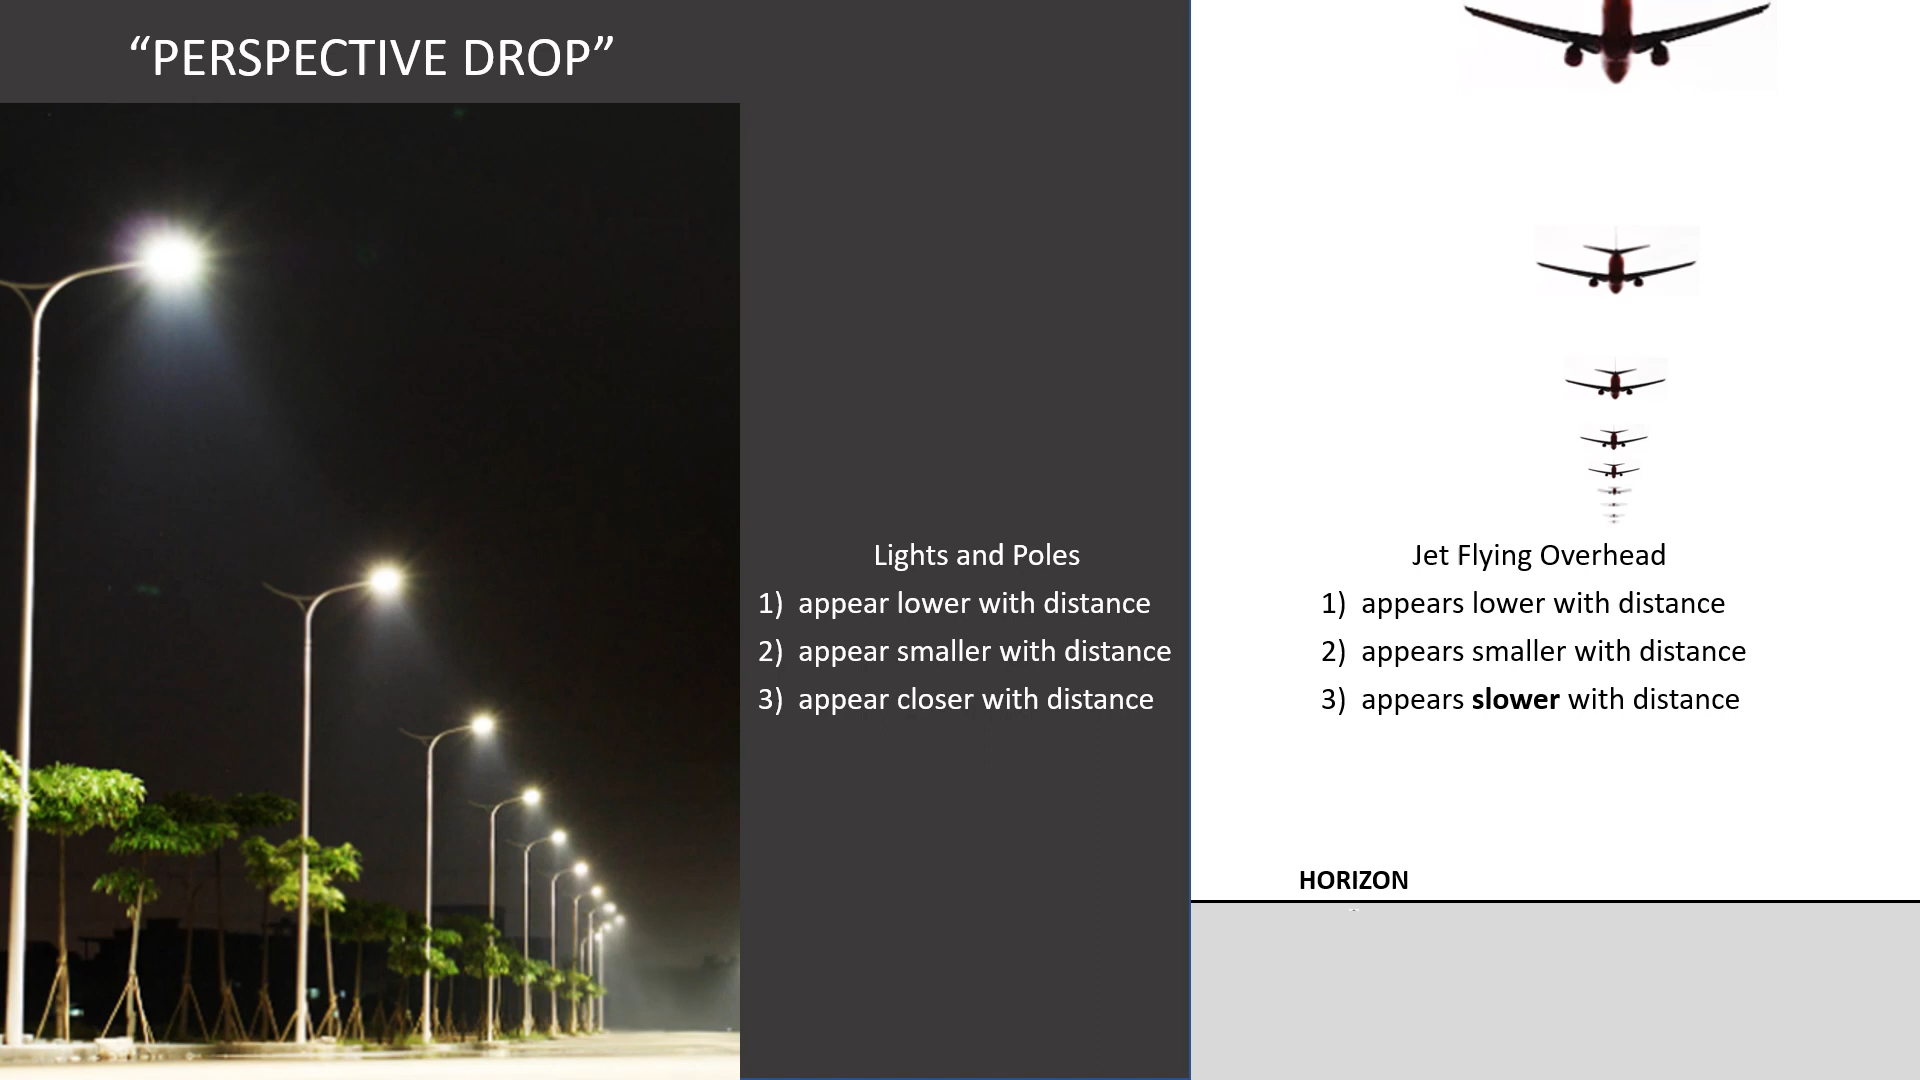 “PERSPECTIVE DROP”
Lights and Poles
1) appear lower with distance
2) appear smaller with distance
3) appear closer with distance
Jet Flying Overhead
1) appears lower with distance
2) appears smaller with distance
3) appears slower with distance
HORIZON